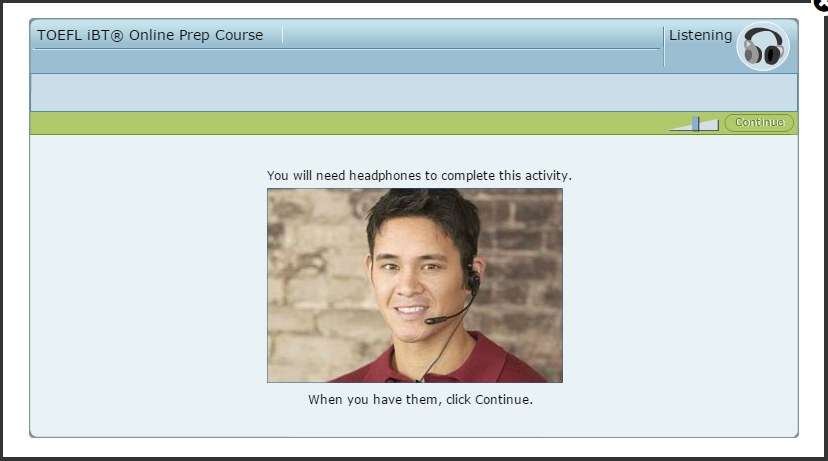 TOEFL iBT® Online Prep Course
Listening
Continue
You will need headphones to complete this activity.
When you have them, click Continue.